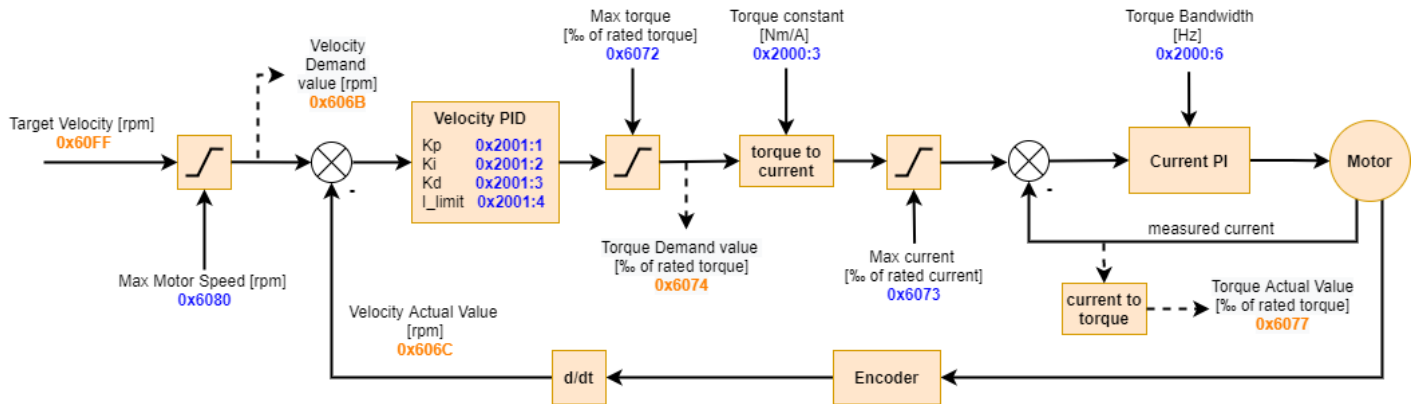 Velocity
Demand
value [rpm]
0x606B
Max torque
[‰ of rated torque]
0x6072
Torque constant
[Nm/A]
0x2000:3
Torque Bandwidth
[Hz]
0x2000:6
Target Velocity [rpm]
0x60FF
Velocity PID
Kp 0x2001:1
Ki 0x2001:2
Kd 0x2001:3
I_limit 0x2001:4
torque to
current
Current PI
Motor
-
-
measured current
Max Motor Speed [rpm]
0x6080
Torque Demand value
[‰ of rated torque]
0x6074
Max current
[‰ of rated current]
0x6073
current to
torque
Torque Actual Value
[‰ of rated torque]
0x6077
Velocity Actual Value
[rpm]
0x606C
d/dt
Encoder